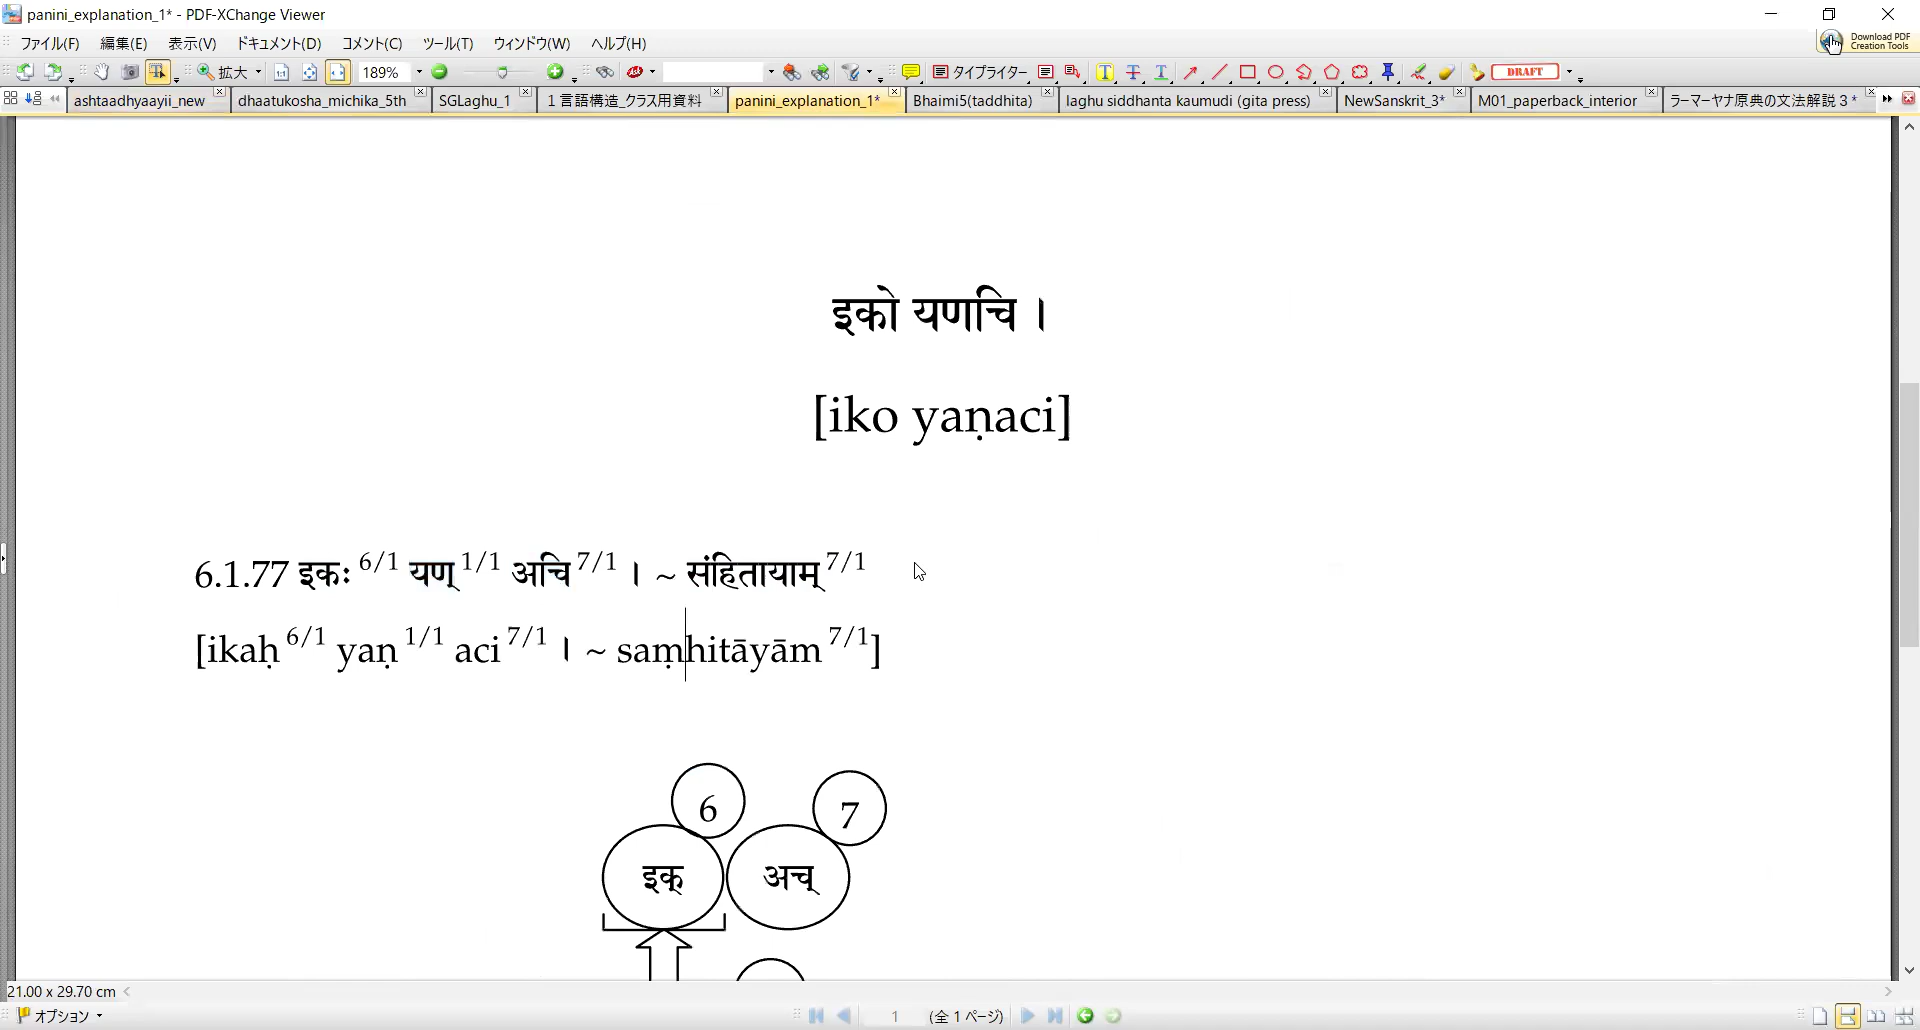 panini_explanation_1* - PDF-XChange Viewer
ファイル(F) 編集(E) 表示(V) ドキュメント(D) コメント(C) ツール(T) ウィンドウ(W) ヘルプ(H)
Download PDF
Creation Tools
拡大 189% タイプライター DRAFT
ashtaadhyaayii_new dhaatukosha_michika_5th SGLaghu_1 1 言語構造_クラス用資料 panini_explanation_1* Bhaimi5(taddhita) laghu siddhanta kaumudi (gita press) NewSanskrit_3* M01_paperback_interior ラーマーヤナ原典の文法解説 3 *
इको यणचि ।
[iko yaṇaci]
6.1.77 इकः 6/1 यण् 1/1 अचि 7/1 । ~ संहितायाम् 7/1
[ikaḥ 6/1 yaṇ 1/1 aci 7/1 । ~ saṃhitāyām 7/1]
6 7
इक् अच्
21.00 x 29.70 cm
オプション 1 (全 1 ページ)